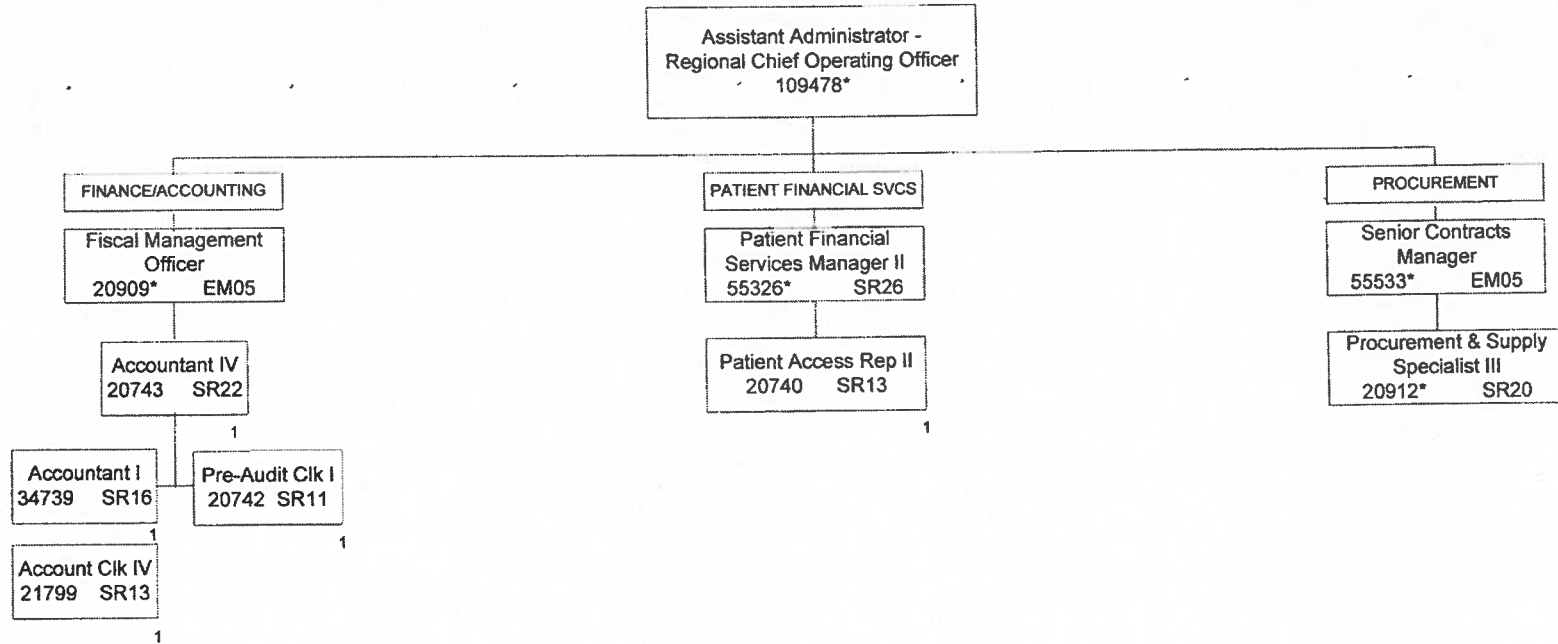 Assistant Administrator -
Regional Chief Operating Officer
109478*
FINANCE/ACCOUNTING
Fiscal Management
Officer
20909* EM05
Accountant IV
20743 SR22
1
Accountant I
34739 SR16
1
Pre-Audit Clk I
20742 SR11
1
Account Clk IV
21799 SR13
1
PATIENT FINANCIAL SVCS
Patient Financial
Services Manager II
55326* SR26
Patient Access Rep II
20740 SR13
1
PROCUREMENT
Senior Contracts
Manager
55533* EM05
Procurement & Supply
Specialist III
20912* SR20